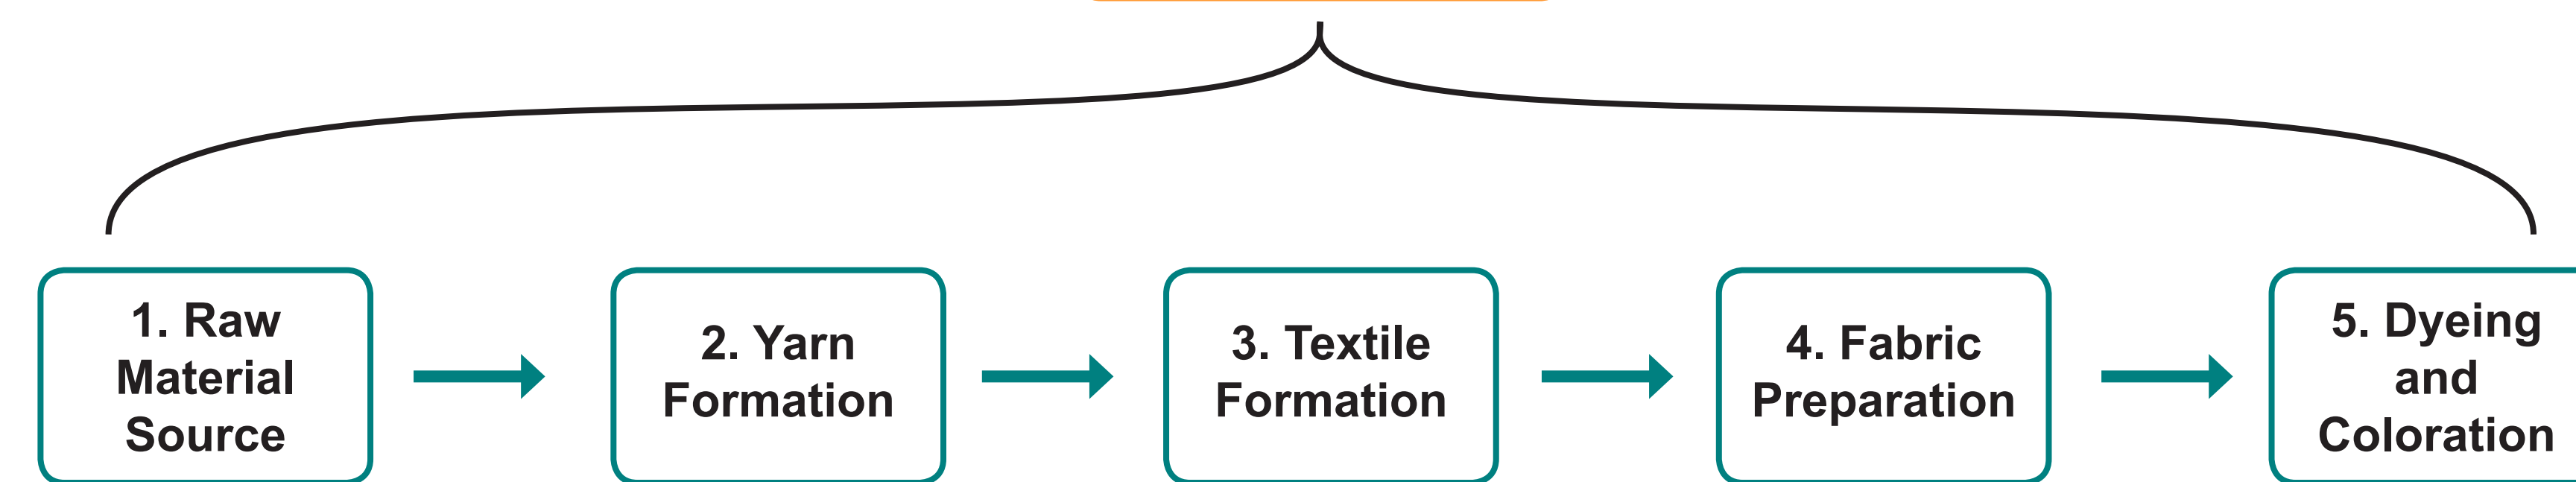 1. Raw
Material
Source
2. Yarn
Formation
3. Textile
Formation
4. Fabric
Preparation
5. Dyeing
and
Coloration